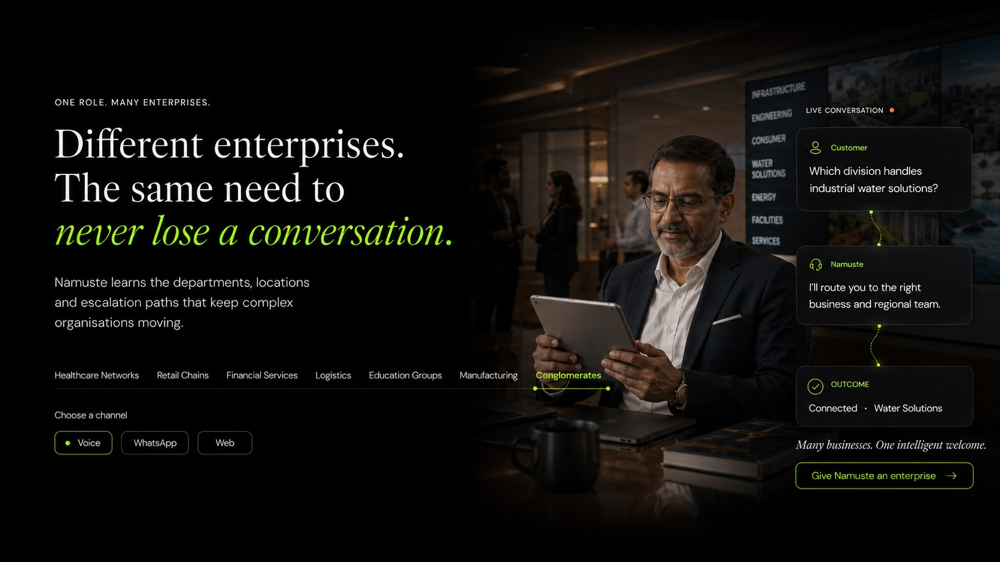 ONE ROLE. MANY ENTERPRISES.
Different enterprises.
The same need to
never lose a conversation.
Namuste learns the departments, locations
and escalation paths that keep complex
organisations moving.
Healthcare Networks
Retail Chains
Financial Services
Logistics
Education Groups
Manufacturing
Conglomerates
Choose a channel
Voice
WhatsApp
Web
INFRASTRUCTURE
ENGINEERING
CONSUMER
WATER
SOLUTIONS
ENERGY
FACILITIES
SERVICES
LIVE CONVERSATION
Customer
Which division handles
industrial water solutions?
Namuste
I'll route you to the right
business and regional team.
OUTCOME
Connected · Water Solutions
Many businesses. One intelligent welcome.
Give Namuste an enterprise →